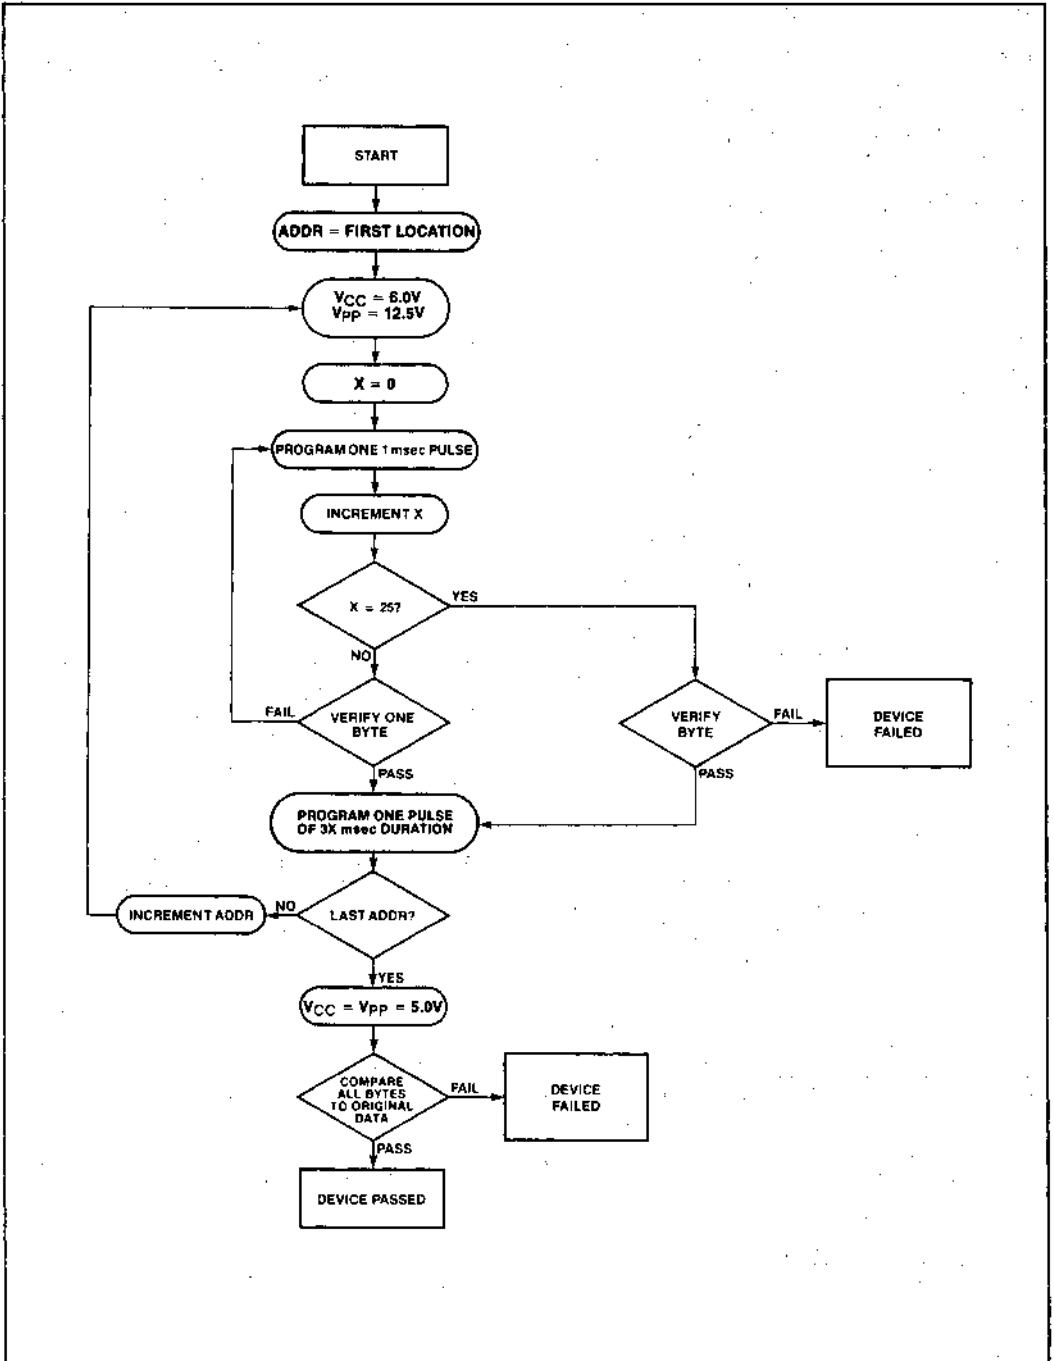 START
ADDR = FIRST LOCATION
VCC = 6.0V
VPP = 12.5V
X = 0
PROGRAM ONE 1 msec PULSE
INCREMENT X
X = 25?
YES
NO
VERIFY ONE
BYTE
FAIL
PASS
VERIFY
BYTE
FAIL
PASS
DEVICE
FAILED
PROGRAM ONE PULSE
OF 3X msec DURATION
LAST ADDR?
NO
INCREMENT ADDR
YES
VCC = VPP = 5.0V
COMPARE
ALL BYTES
TO ORIGINAL
DATA
FAIL
DEVICE
FAILED
PASS
DEVICE PASSED